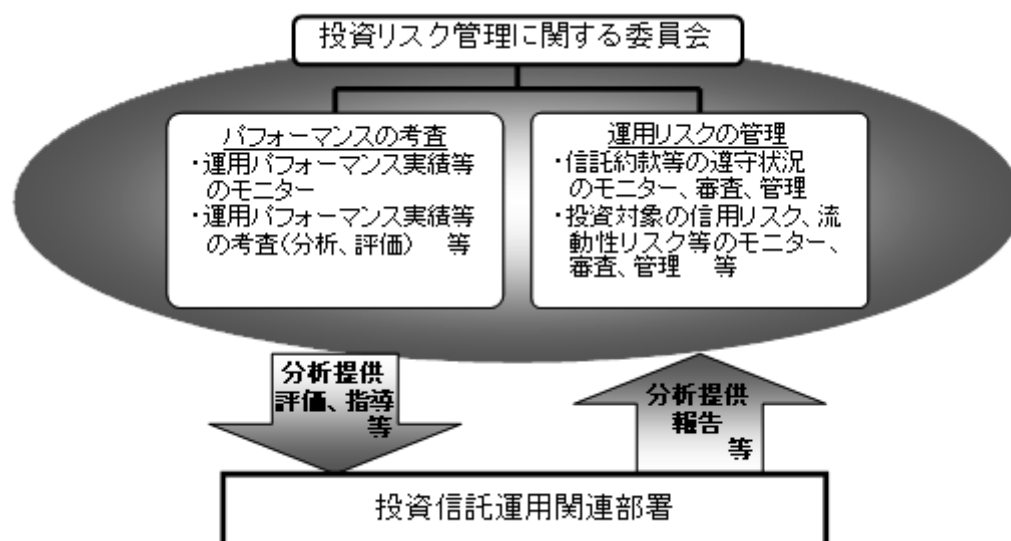 投資リスク管理に関する委員会
パフォーマンスの考査
・運用パフォーマンス実績等
のモニター
・運用パフォーマンス実績等
の考査(分析、評価) 等
運用リスクの管理
・信託約款等の遵守状況
のモニター、審査、管理
・投資対象の信用リスク、流
動性リスク等のモニター、
審査、管理 等
分析提供
評価、指導
等
分析提供
報告
等
投資信託運用関連部署